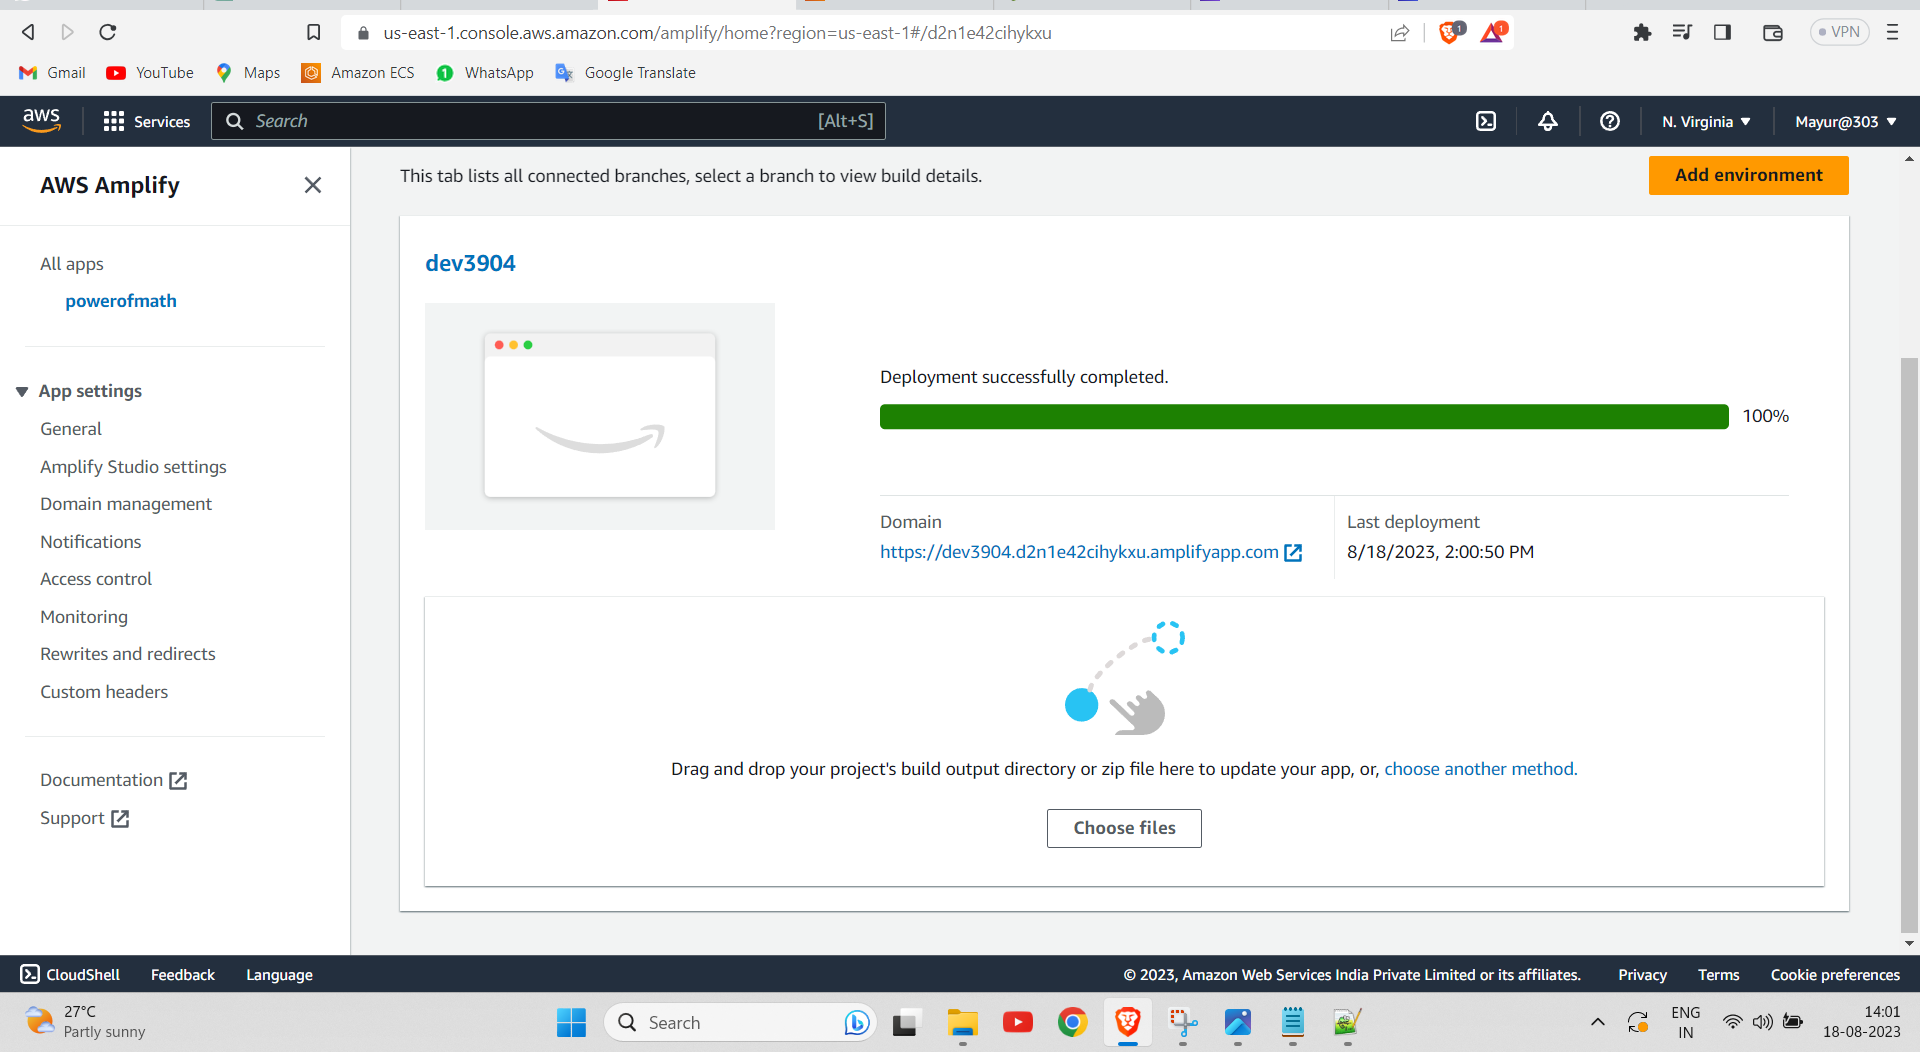 us-east-1.console.aws.amazon.com/amplify/home?region=us-east-1#/d2n1e42cihykxu
1
1
VPN
Gmail
YouTube
Maps
Amazon ECS
1
WhatsApp
Google Translate
aws
Services
Search
[Alt+S]
N. Virginia
Mayur@303
AWS Amplify
All apps
powerofmath
App settings
General
Amplify Studio settings
Domain management
Notifications
Access control
Monitoring
Rewrites and redirects
Custom headers
Documentation
Support
This tab lists all connected branches, select a branch to view build details.
Add environment
dev3904
Deployment successfully completed.
100%
Domain
https://dev3904.d2n1e42cihykxu.amplifyapp.com
Last deployment
8/18/2023, 2:00:50 PM
Drag and drop your project's build output directory or zip file here to update your app, or, choose another method.
Choose files
CloudShell
Feedback
Language
© 2023, Amazon Web Services India Private Limited or its affiliates.
Privacy
Terms
Cookie preferences
27°C
Partly sunny
Search
ENG
IN
14:01
18-08-2023